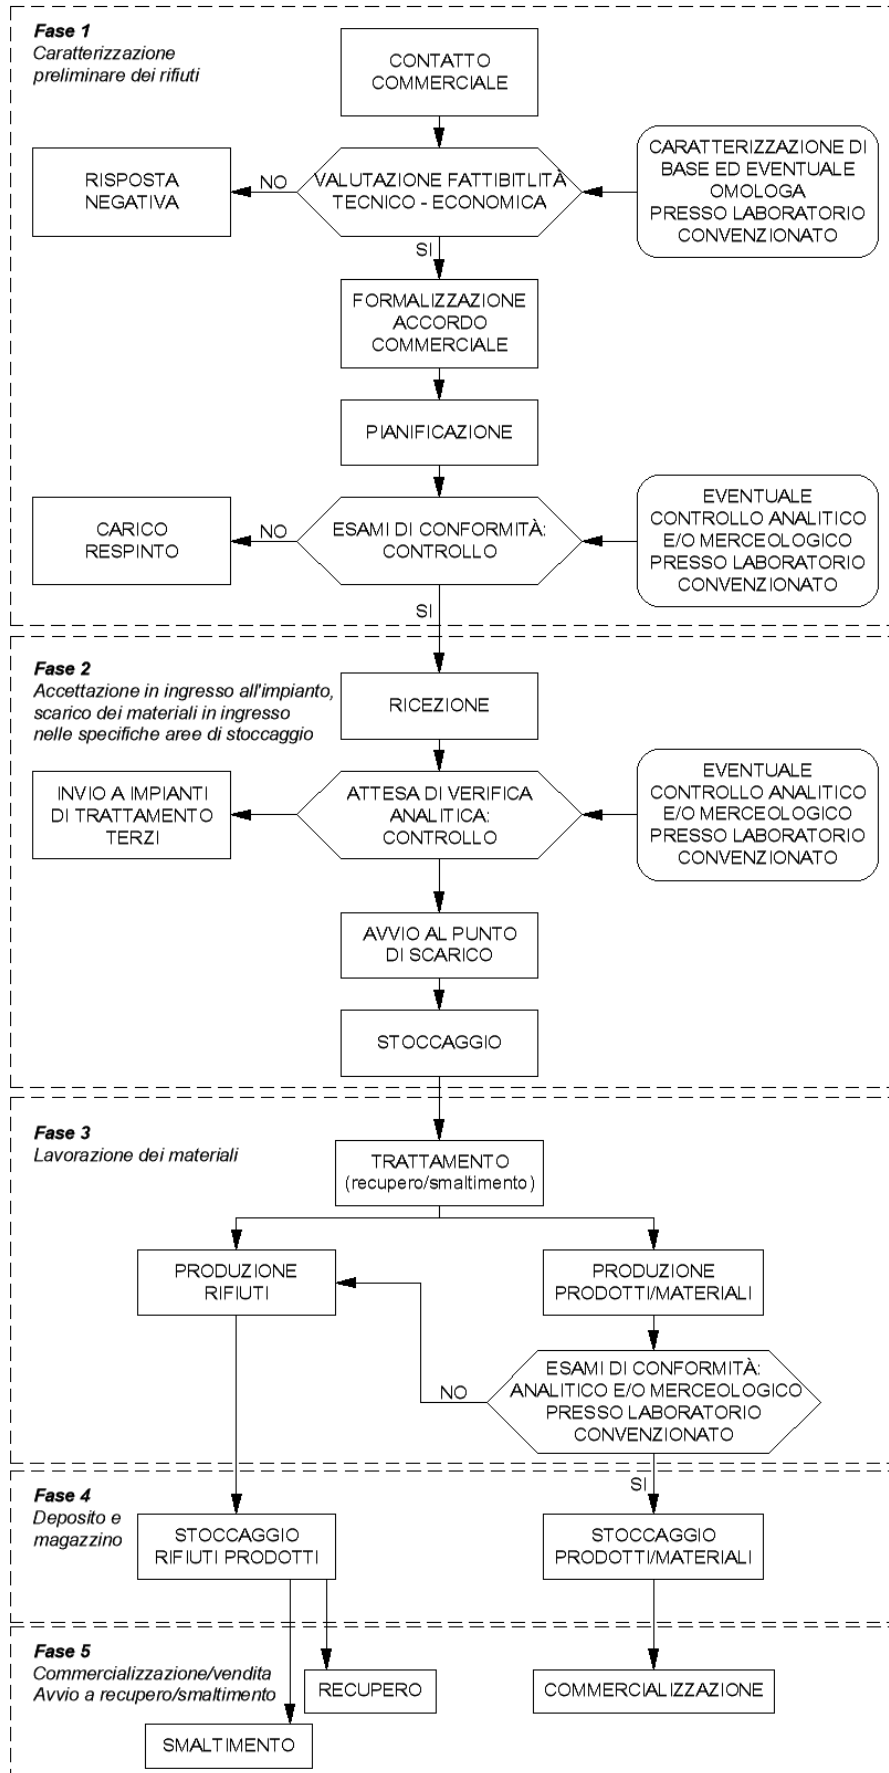 Fase 1
Caratterizzazione
preliminare dei rifiuti
CONTATTO
COMMERCIALE
RISPOSTA
NEGATIVA
NO
VALUTAZIONE FATTIBITLITÀ
TECNICO - ECONOMICA
CARATTERIZZAZIONE DI
BASE ED EVENTUALE
OMOLOGA
PRESSO LABORATORIO
CONVENZIONATO
SI
FORMALIZZAZIONE
ACCORDO
COMMERCIALE
PIANIFICAZIONE
CARICO
RESPINTO
NO
ESAMI DI CONFORMITÀ:
CONTROLLO
EVENTUALE
CONTROLLO ANALITICO
E/O MERCEOLOGICO
PRESSO LABORATORIO
CONVENZIONATO
SI
Fase 2
Accettazione in ingresso all'impianto,
scarico dei materiali in ingresso
nelle specifiche aree di stoccaggio
RICEZIONE
INVIO A IMPIANTI
DI TRATTAMENTO
TERZI
ATTESA DI VERIFICA
ANALITICA:
CONTROLLO
EVENTUALE
CONTROLLO ANALITICO
E/O MERCEOLOGICO
PRESSO LABORATORIO
CONVENZIONATO
AVVIO AL PUNTO
DI SCARICO
STOCCAGGIO
Fase 3
Lavorazione dei materiali
TRATTAMENTO
(recupero/smaltimento)
PRODUZIONE
RIFIUTI
PRODUZIONE
PRODOTTI/MATERIALI
NO
ESAMI DI CONFORMITÀ:
ANALITICO E/O MERCEOLOGICO
PRESSO LABORATORIO
CONVENZIONATO
SI
Fase 4
Deposito e
magazzino
STOCCAGGIO
RIFIUTI PRODOTTI
STOCCAGGIO
PRODOTTI/MATERIALI
Fase 5
Commercializzazione/vendita
Avvio a recupero/smaltimento
RECUPERO
COMMERCIALIZZAZIONE
SMALTIMENTO